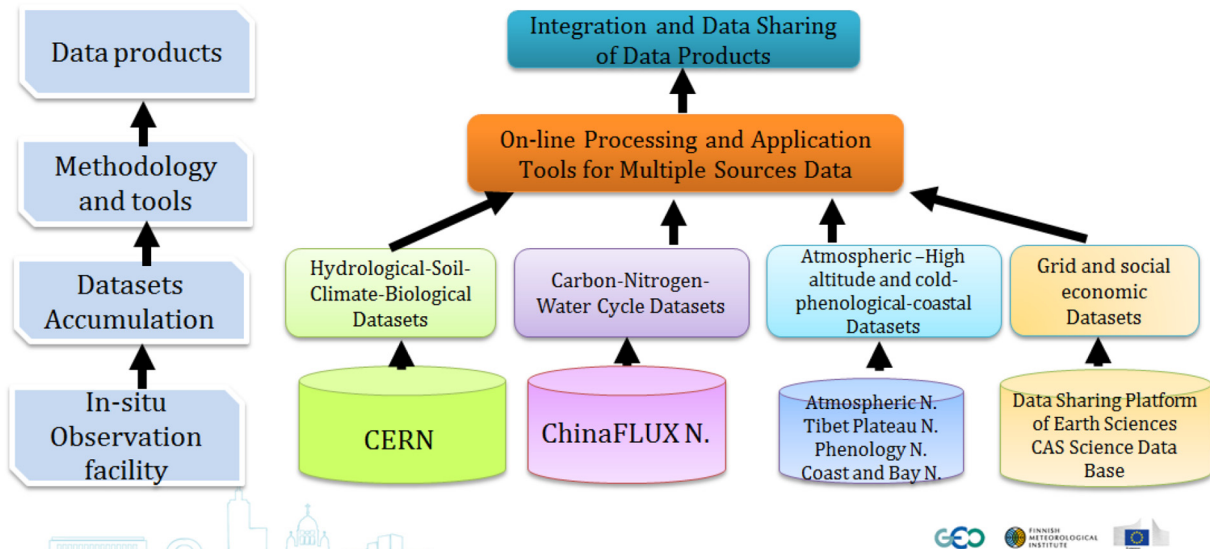 Data products
Methodology
and tools
Datasets
Accumulation
In-situ
Observation
facility
Integration and Data Sharing
of Data Products
On-line Processing and Application
Tools for Multiple Sources Data
Hydrological-Soil-
Climate-Biological
Datasets
Carbon-Nitrogen-
Water Cycle Datasets
Atmospheric –High
altitude and cold-
phenological-coastal
Datasets
Grid and social
economic
Datasets
CERN
ChinaFLUX N.
Atmospheric N.
Tibet Plateau N.
Phenology N.
Coast and Bay N.
Data Sharing Platform
of Earth Sciences
CAS Science Data
Base
GEO
FINNISH
METEOROLOGICAL
INSTITUTE